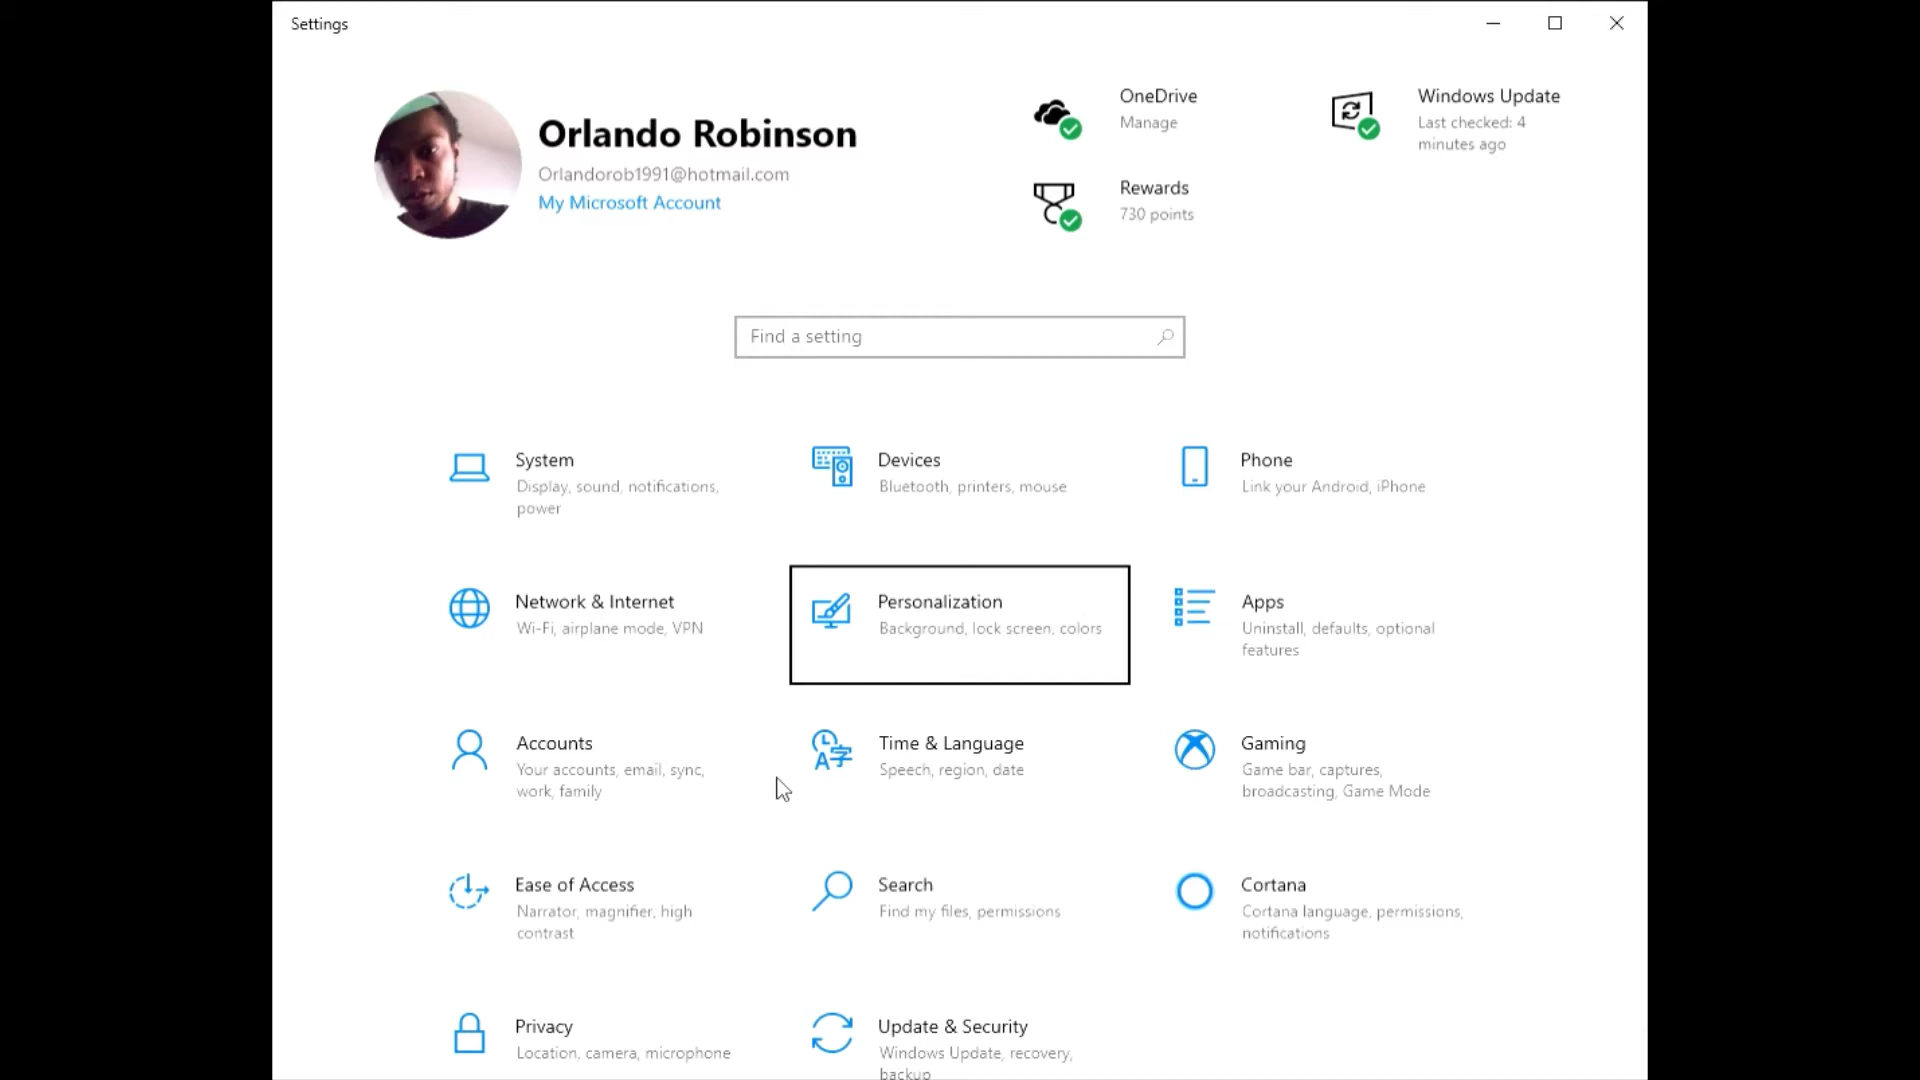 Settings
Orlando Robinson
Orlandorob1991@hotmail.com
My Microsoft Account
OneDrive
Manage
Rewards
730 points
Windows Update
Last checked: 4
minutes ago
Find a setting
System
Display, sound, notifications,
power
Devices
Bluetooth, printers, mouse
Phone
Link your Android, iPhone
Network & Internet
Wi-Fi, airplane mode, VPN
Personalization
Background, lock screen, colors
Apps
Uninstall, defaults, optional
features
Accounts
Your accounts, email, sync,
work, family
Time & Language
Speech, region, date
Gaming
Game bar, captures,
broadcasting, Game Mode
Ease of Access
Narrator, magnifier, high
contrast
Search
Find my files, permissions
Cortana
Cortana language, permissions,
notifications
Privacy
Location, camera, microphone
Update & Security
Windows Update, recovery,
backup